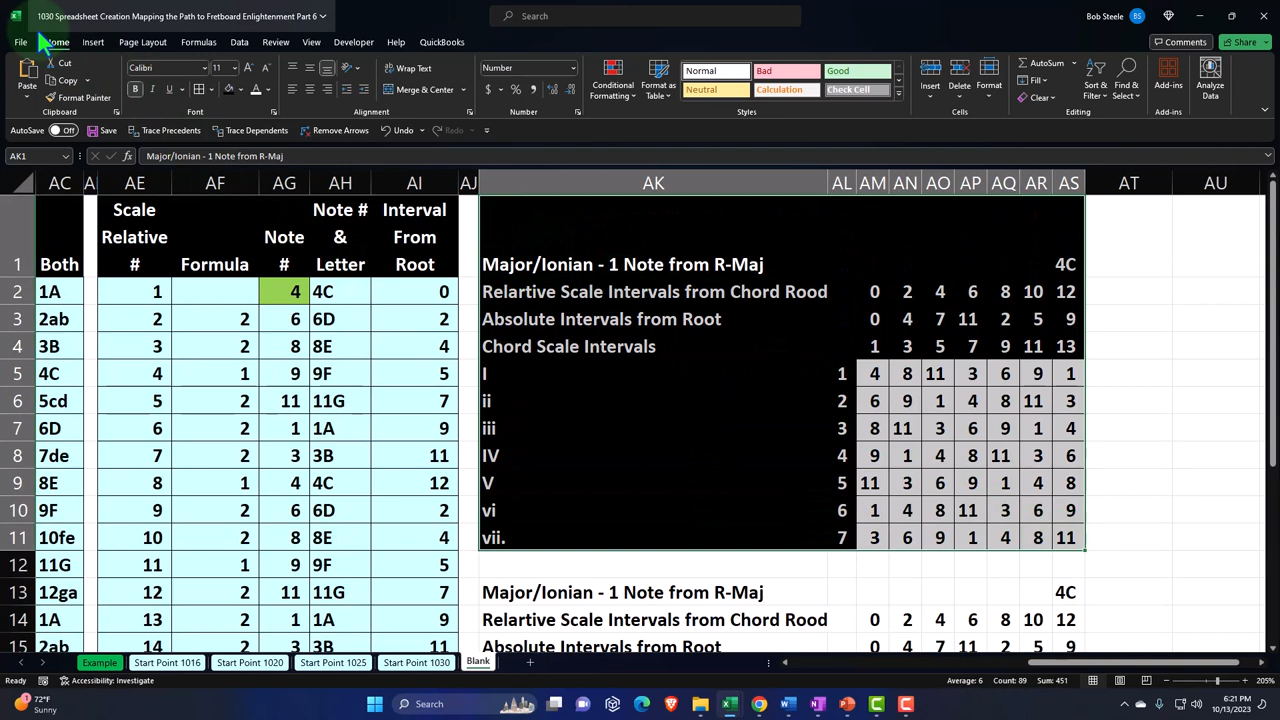 1030 Spreadsheet Creation Mapping the Path to Fretboard Enlightenment Part 6
Search
Bob Steele BS
File Home Insert Page Layout Formulas Data Review View Developer Help QuickBooks Comments Share
Cut Calibri 11 Wrap Text Number Normal Bad Good AutoSum
Paste Format Painter B I U Merge & Center $ % Conditional Formatting Format as Table Neutral Calculation Check Cell Insert Delete Format Fill Clear Sort & Filter Find & Select Add-ins Analyze Data
Clipboard Font Alignment Number Styles Cells Editing Add-ins
AutoSave Off Save Trace Precedents Trace Dependents Remove Arrows Undo Redo
AK1 Major/Ionian - 1 Note from R-Maj
AC AE AF AG AH AI AJ AK AL AM AN AO AP AQ AR AS AT AU
Scale Note # Interval
Relative Note & From
1 Both # Formula # Letter Root Major/Ionian - 1 Note from R-Maj 4C
2 1A 1 4 4C 0 Relartive Scale Intervals from Chord Rood 0 2 4 6 8 10 12
3 2ab 2 2 6 6D 2 Absolute Intervals from Root 0 4 7 11 2 5 9
4 3B 3 2 8 8E 4 Chord Scale Intervals 1 3 5 7 9 11 13
5 4C 4 1 9 9F 5 I 1 4 8 11 3 6 9 1
6 5cd 5 2 11 11G 7 ii 2 6 9 1 4 8 11 3
7 6D 6 2 1 1A 9 iii 3 8 11 3 6 9 1 4
8 7de 7 2 3 3B 11 IV 4 9 1 4 8 11 3 6
9 8E 8 1 4 4C 12 V 5 11 3 6 9 1 4 8
10 9F 9 2 6 6D 2 vi 6 1 4 8 11 3 6 9
11 10fe 10 2 8 8E 4 vii. 7 3 6 9 1 4 8 11
12 11G 11 1 9 9F 5
13 12ga 12 2 11 11G 7 Major/Ionian - 1 Note from R-Maj 4C
14 1A 13 2 1 1A 9 Relartive Scale Intervals from Chord Rood 0 2 4 6 8 10 12
15 2ab 14 2 3 3B 11 Absolute Intervals from Root 0 4 7 11 2 5 9
Example Start Point 1016 Start Point 1020 Start Point 1025 Start Point 1030 Blank
Ready Accessibility: Investigate Average: 6 Count: 89 Sum: 451 205%
72°F
Sunny
Search
6:21 PM
10/13/2023